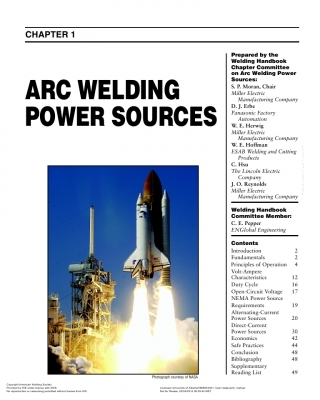 CHAPTER 1
ARC WELDING
POWER SOURCES
Photograph courtesy of NASA
Prepared by the
Welding Handbook
Chapter Committee
on Arc Welding Power
Sources:
S. P. Moran, Chair
Miller Electric
Manufacturing Company
D. J. Erbe
Panasonic Factory
Automation
W. E. Herwig
Miller Electric
Manufacturing Company
W. E. Hoffman
ESAB Welding and Cutting
Products
C. Hsu
The Lincoln Electric
Company
J. O. Reynolds
Miller Electric
Manufacturing Company
Welding Handbook
Committee Member:
C. E. Pepper
ENGlobal Engineering
Contents
Introduction 2
Fundamentals 2
Principles of Operation 4
Volt-Ampere
Characteristics 12
Duty Cycle 16
Open-Circuit Voltage 17
NEMA Power Source
Requirements 19
Alternating-Current
Power Sources 20
Direct-Current
Power Sources 30
Economics 42
Safe Practices 44
Conclusion 48
Bibliography 48
Supplementary
Reading List 49